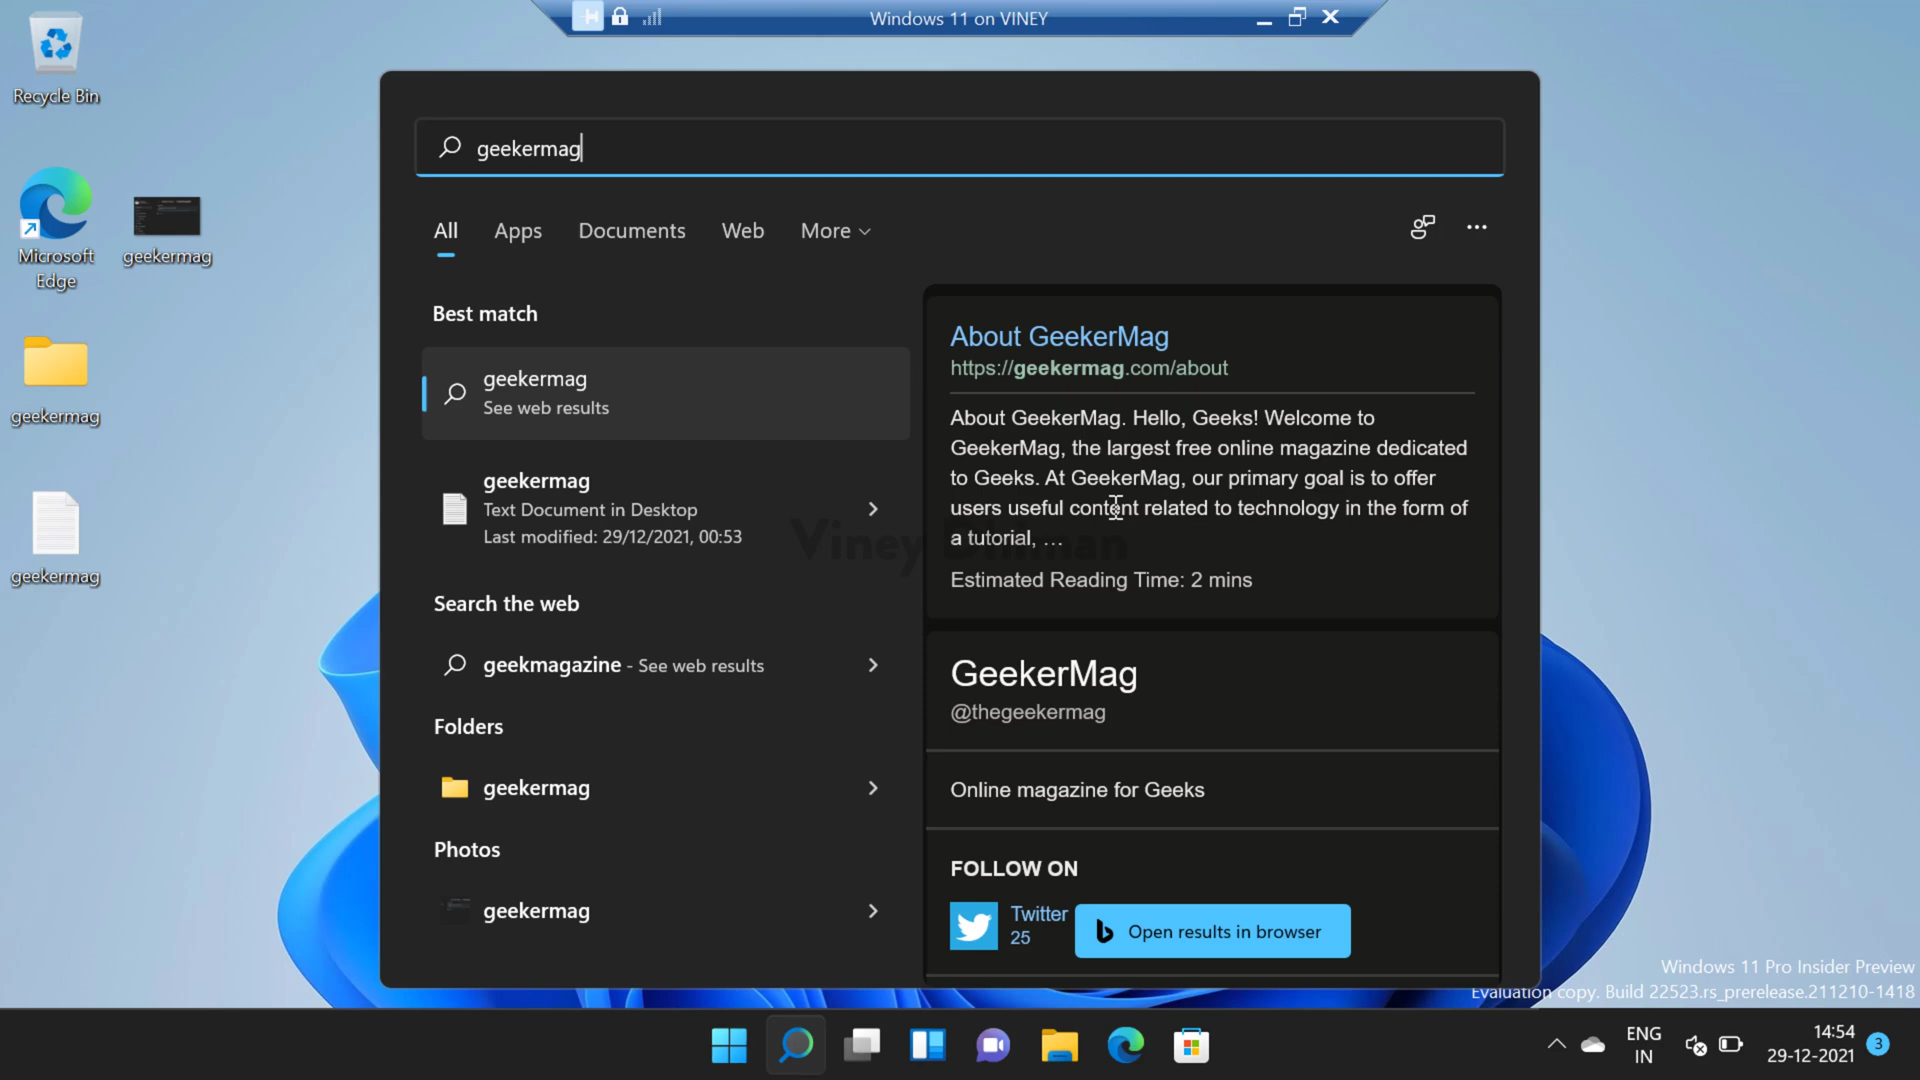 Windows 11 on VINEY
Recycle Bin
Microsoft
Edge
geekermag
geekermag
geekermag
geekermag
All
Apps
Documents
Web
More
Best match
geekermag
See web results
geekermag
Text Document in Desktop
Last modified: 29/12/2021, 00:53
Search the web
geekmagazine - See web results
Folders
geekermag
Photos
geekermag
About GeekerMag
https://geekermag.com/about
About GeekerMag. Hello, Geeks! Welcome to
GeekerMag, the largest free online magazine dedicated
to Geeks. At GeekerMag, our primary goal is to offer
users useful content related to technology in the form of
a tutorial, ...
Estimated Reading Time: 2 mins
Viney Dhiman
GeekerMag
@thegeekermag
Online magazine for Geeks
FOLLOW ON
Twitter
25
Open results in browser
Windows 11 Pro Insider Preview
Evaluation copy. Build 22523.rs_prerelease.211210-1418
ENG
IN
14:54
29-12-2021
3